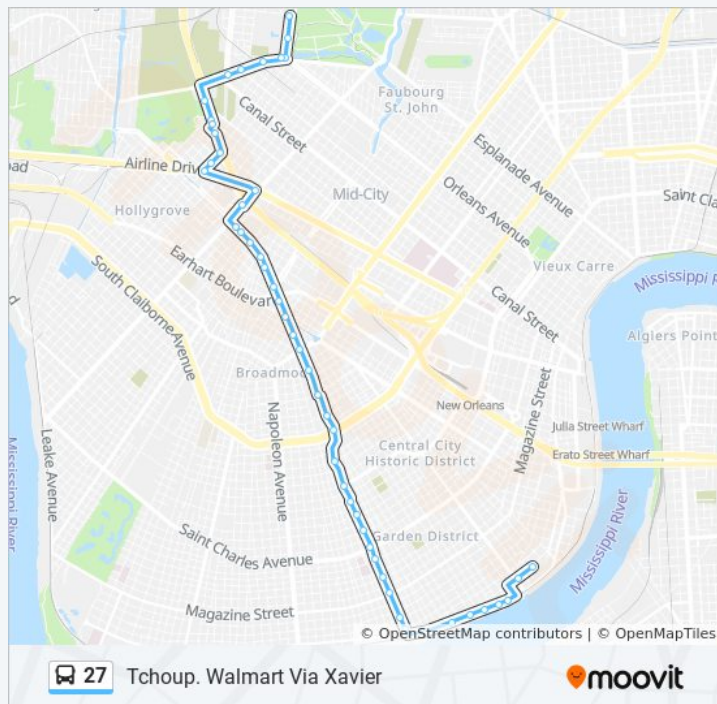 Faubourg
St. John
Canal Street
Esplanade Avenue
Airline Drive
oad
Mid-City
Orleans Avenue
Saint Cla
Hollygrove
Earhart Boulevard
South Claiborne Avenue
Vieux Carre
Mississippi River
Canal Street
Algiers Point
Broadmoor
Magazine Street
New Orleans
Julia Street Wharf
Erato Street Wharf
Napoleon Avenue
Leake Avenue
Central City
Historic District
Mississippi River
Mississippi River
Saint Charles Avenue
Garden District
Magazine Street
© OpenStreetMap contributors | © OpenMapTiles
27 Tchoup. Walmart Via Xavier
moovit